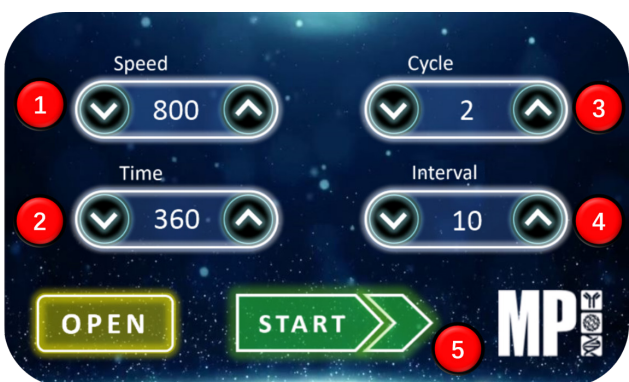 Speed
Cycle
1
800
2
3
Time
Interval
2
360
10
4
OPEN
START
5
MP